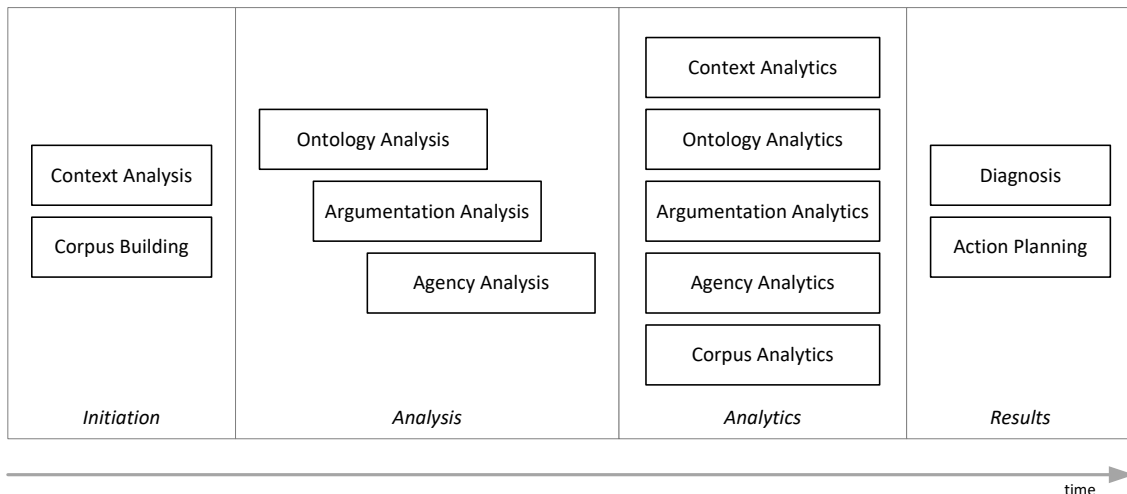 Context Analysis
Corpus Building
Initiation
Ontology Analysis
Argumentation Analysis
Agency Analysis
Analysis
Context Analytics
Ontology Analytics
Argumentation Analytics
Agency Analytics
Corpus Analytics
Analytics
Diagnosis
Action Planning
Results
time